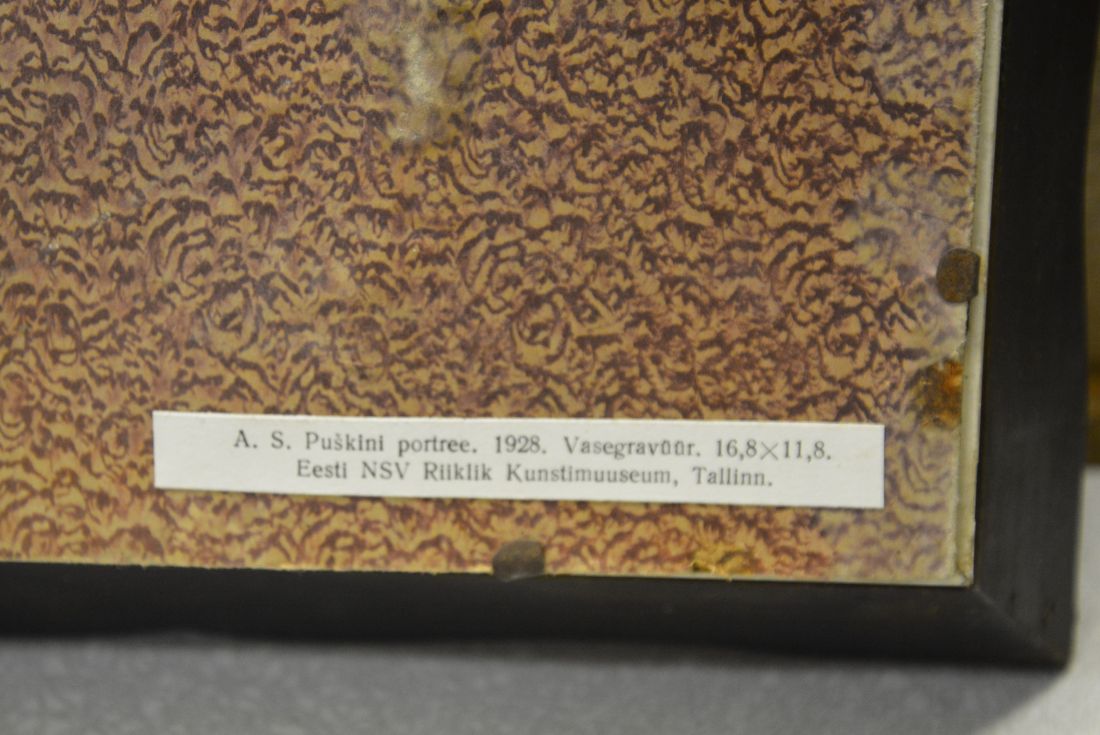 A. S. Puškini portree. 1928. Vasegravüür. 16,8×11,8.
Eesti NSV Riiklik Kunstimuuseum, Tallinn.